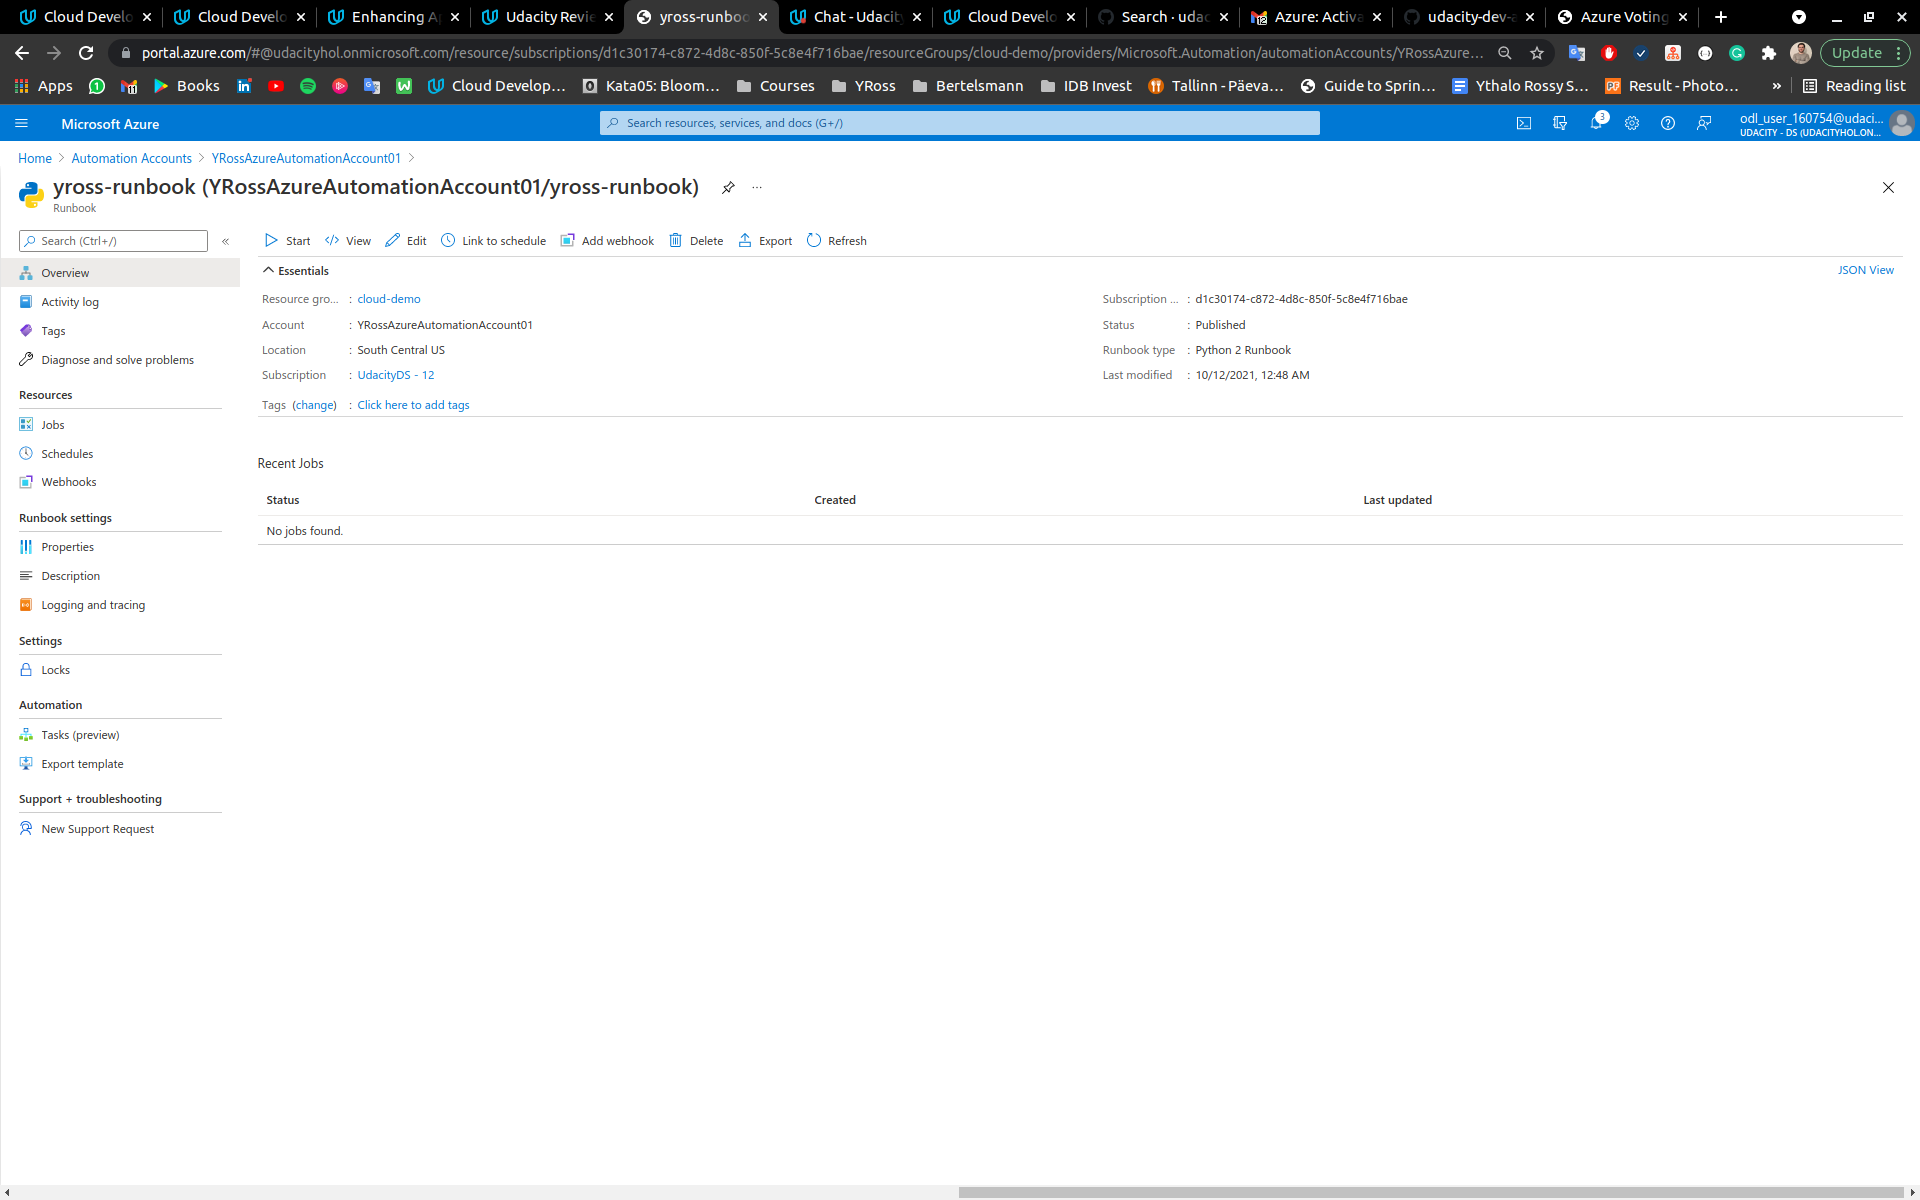 Cloud Develo
Cloud Develo
Enhancing A
Udacity Revie
yross-runboo
Chat - Udacity
Cloud Develo
Search · udac
Azure: Activa
udacity-dev-a
Azure Voting
portal.azure.com/#@udacityhol.onmicrosoft.com/resource/subscriptions/d1c30174-c872-4d8c-850f-5c8e4f716bae/resourceGroups/cloud-demo/providers/Microsoft.Automation/automationAccounts/YRossAzure...
Update
Apps
Books
Cloud Develop...
Kata05: Bloom...
Courses
YRoss
Bertelsmann
IDB Invest
Tallinn - Päeva...
Guide to Sprin...
Ythalo Rossy S...
Result - Photo...
»
Reading list
Microsoft Azure
Search resources, services, and docs (G+/)
3
odl_user_160754@udaci...
UDACITY - DS (UDACITYHOL.ON...
Home > Automation Accounts > YRossAzureAutomationAccount01 >
yross-runbook (YRossAzureAutomationAccount01/yross-runbook)
Runbook
Search (Ctrl+/)
«
Start
View
Edit
Link to schedule
Add webhook
Delete
Export
Refresh
Overview
Activity log
Tags
Diagnose and solve problems
Resources
Jobs
Schedules
Webhooks
Runbook settings
Properties
Description
Logging and tracing
Settings
Locks
Automation
Tasks (preview)
Export template
Support + troubleshooting
New Support Request
Essentials
JSON View
Resource gro... : cloud-demo
Account : YRossAzureAutomationAccount01
Location : South Central US
Subscription : UdacityDS - 12
Tags (change) : Click here to add tags
Subscription ... : d1c30174-c872-4d8c-850f-5c8e4f716bae
Status : Published
Runbook type : Python 2 Runbook
Last modified : 10/12/2021, 12:48 AM
Recent Jobs
Status
Created
Last updated
No jobs found.